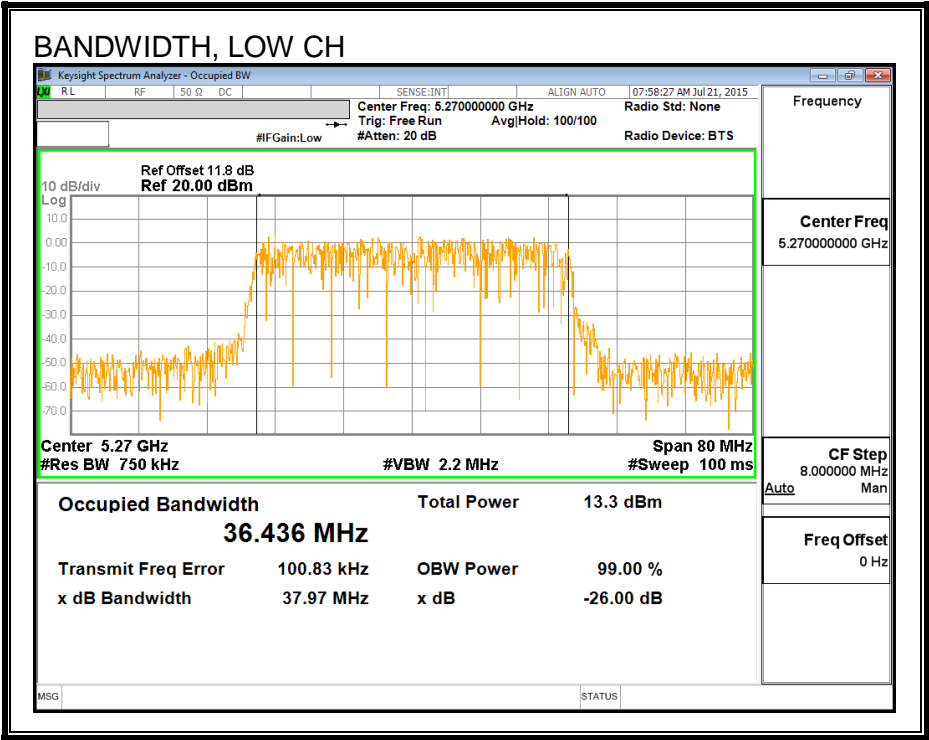 BANDWIDTH, LOW CH
Keysight Spectrum Analyzer - Occupied BW
LXI RL RF 50 Ω DC SENSE:INT ALIGN AUTO 07:58:27 AM Jul 21, 2015
Center Freq: 5.270000000 GHz Radio Std: None
Trig: Free Run Avg|Hold: 100/100
#IFGain:Low #Atten: 20 dB Radio Device: BTS
Frequency
Ref Offset 11.8 dB
10 dB/div Ref 20.00 dBm
Log
10.0
0.00
-10.0
-20.0
-30.0
-40.0
-50.0
-60.0
-70.0
Center 5.27 GHz Span 80 MHz
#Res BW 750 kHz #VBW 2.2 MHz #Sweep 100 ms
Occupied Bandwidth Total Power 13.3 dBm
36.436 MHz
Transmit Freq Error 100.83 kHz OBW Power 99.00 %
x dB Bandwidth 37.97 MHz x dB -26.00 dB
Center Freq
5.270000000 GHz
CF Step
8.000000 MHz
Auto Man
Freq Offset
0 Hz
MSG STATUS